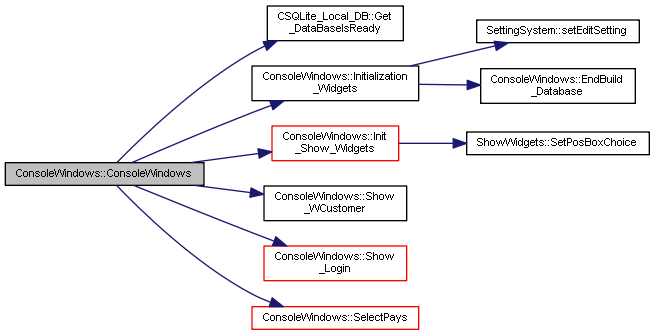 CSQLite_Local_DB::Get
_DataBaseIsReady
SettingSystem::setEditSetting
ConsoleWindows::Initialization
_Widgets
ConsoleWindows::EndBuild
_Database
ConsoleWindows::Init
_Show_Widgets
ShowWidgets::SetPosBoxChoice
ConsoleWindows::ConsoleWindows
ConsoleWindows::Show
_WCustomer
ConsoleWindows::Show
_Login
ConsoleWindows::SelectPays